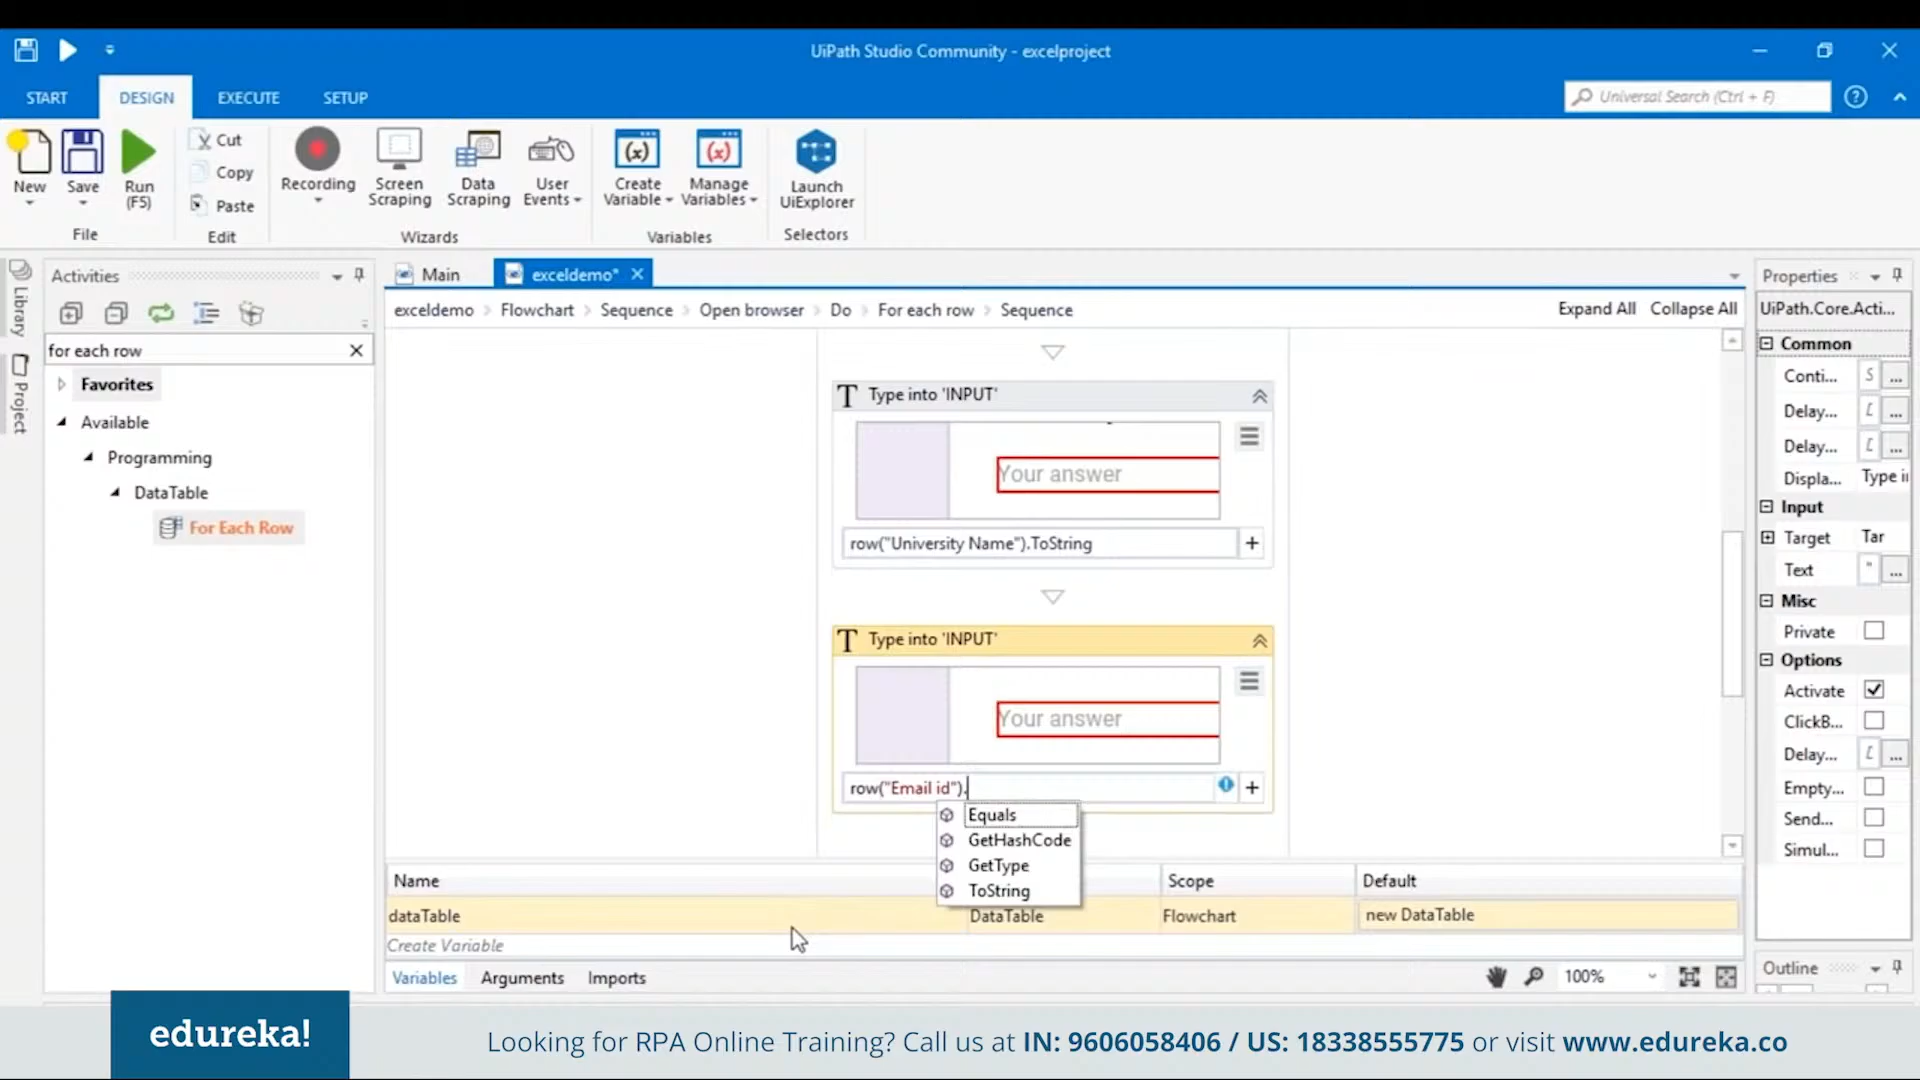 UiPath Studio Community - excelproject
START
DESIGN
EXECUTE
SETUP
Universal Search (Ctrl + F)
New
Save
Run
(F5)
File
Cut
Copy
Paste
Edit
Recording
Screen
Scraping
Data
Scraping
User
Events
Wizards
Create
Variable
Manage
Variables
Variables
Launch
UiExplorer
Selectors
Library
Project
Activities
for each row
Favorites
Available
Programming
DataTable
For Each Row
Main
exceldemo*
exceldemo
Flowchart
Sequence
Open browser
Do
For each row
Sequence
Expand All
Collapse All
Type into 'INPUT'
Your answer
row("University Name").ToString
Type into 'INPUT'
Your answer
row("Email id").
Equals
GetHashCode
GetType
ToString
Name
Scope
Default
dataTable
DataTable
Flowchart
new DataTable
Create Variable
Variables
Arguments
Imports
100%
Properties
UiPath.Core.Acti...
Common
Conti...
S
...
Delay...
...
Delay...
...
Displa...
Type i
Input
Target
Tar
Text
"
...
Misc
Private
Options
Activate
ClickB...
Delay...
...
Empty...
Send...
Simul...
Outline
edureka!
Looking for RPA Online Training? Call us at IN: 9606058406 / US: 18338555775 or visit www.edureka.co